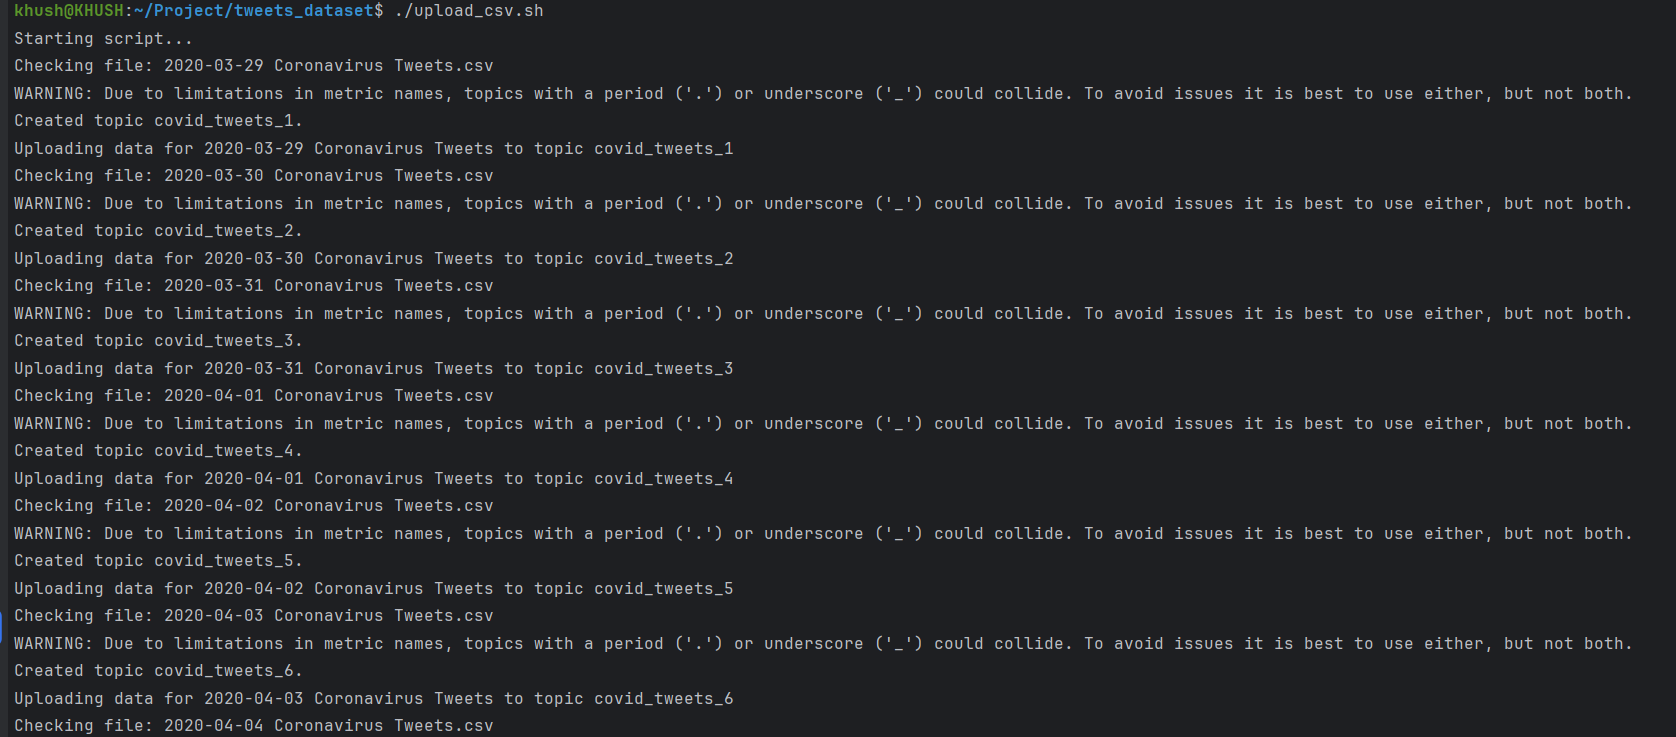 khush@KHUSH:~/Project/tweets_dataset$ ./upload_csv.sh
Starting script...
Checking file: 2020-03-29 Coronavirus Tweets.csv
WARNING: Due to limitations in metric names, topics with a period ('.') or underscore ('_') could collide. To avoid issues it is best to use either, but not both.
Created topic covid_tweets_1.
Uploading data for 2020-03-29 Coronavirus Tweets to topic covid_tweets_1
Checking file: 2020-03-30 Coronavirus Tweets.csv
WARNING: Due to limitations in metric names, topics with a period ('.') or underscore ('_') could collide. To avoid issues it is best to use either, but not both.
Created topic covid_tweets_2.
Uploading data for 2020-03-30 Coronavirus Tweets to topic covid_tweets_2
Checking file: 2020-03-31 Coronavirus Tweets.csv
WARNING: Due to limitations in metric names, topics with a period ('.') or underscore ('_') could collide. To avoid issues it is best to use either, but not both.
Created topic covid_tweets_3.
Uploading data for 2020-03-31 Coronavirus Tweets to topic covid_tweets_3
Checking file: 2020-04-01 Coronavirus Tweets.csv
WARNING: Due to limitations in metric names, topics with a period ('.') or underscore ('_') could collide. To avoid issues it is best to use either, but not both.
Created topic covid_tweets_4.
Uploading data for 2020-04-01 Coronavirus Tweets to topic covid_tweets_4
Checking file: 2020-04-02 Coronavirus Tweets.csv
WARNING: Due to limitations in metric names, topics with a period ('.') or underscore ('_') could collide. To avoid issues it is best to use either, but not both.
Created topic covid_tweets_5.
Uploading data for 2020-04-02 Coronavirus Tweets to topic covid_tweets_5
Checking file: 2020-04-03 Coronavirus Tweets.csv
WARNING: Due to limitations in metric names, topics with a period ('.') or underscore ('_') could collide. To avoid issues it is best to use either, but not both.
Created topic covid_tweets_6.
Uploading data for 2020-04-03 Coronavirus Tweets to topic covid_tweets_6
Checking file: 2020-04-04 Coronavirus Tweets.csv